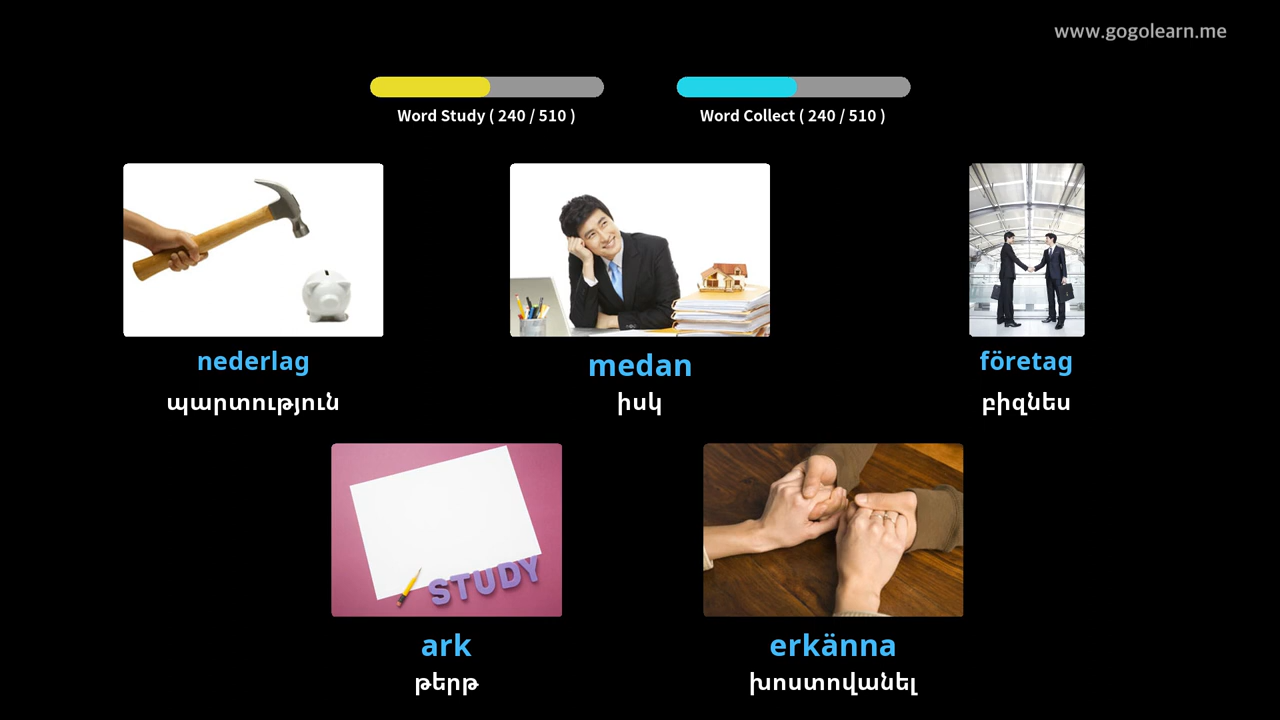 www.gogolearn.me
Word Study ( 240 / 510 )
Word Collect ( 240 / 510 )
nederlag
պարտություն
medan
իսկ
företag
բիզնես
STUDY
ark
թերթ
erkänna
խոստովանել